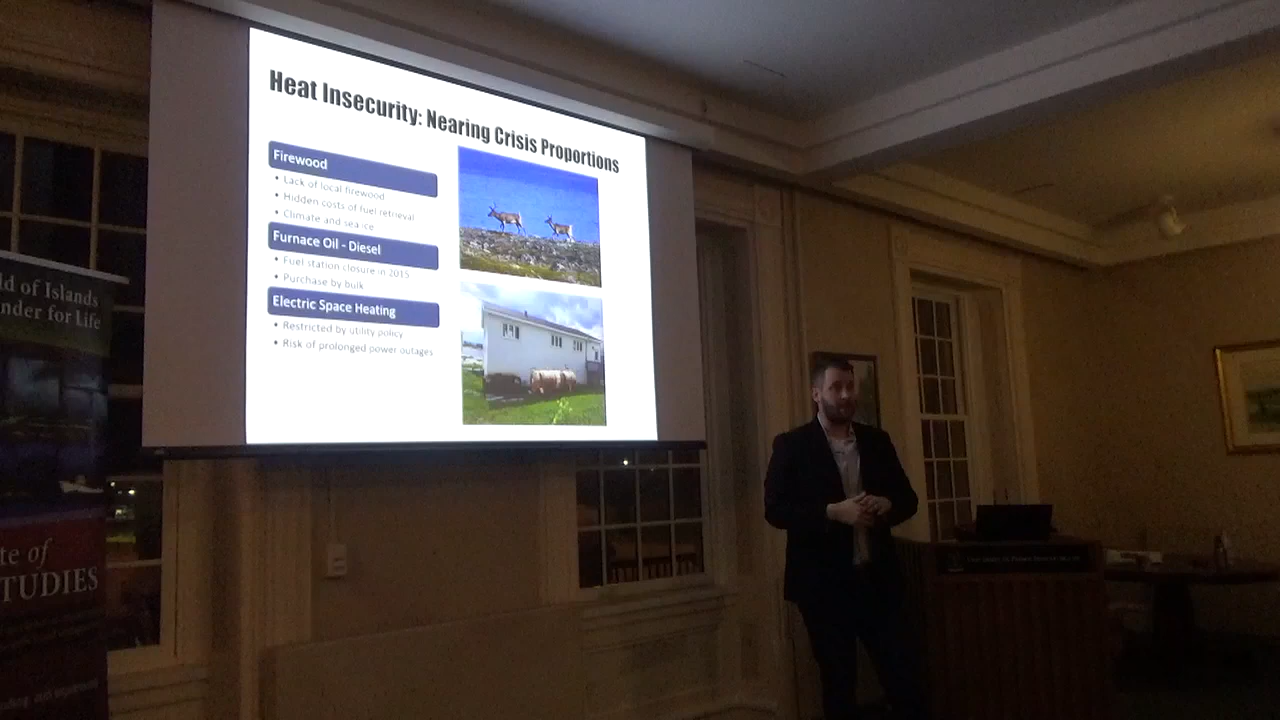 Heat Insecurity: Nearing Crisis Proportions
Firewood
• Lack of local firewood
• Hidden costs of fuel retrieval
• Climate and sea ice
Furnace Oil - Diesel
• Fuel station closure in 2015
• Purchase by bulk
Electric Space Heating
• Restricted by utility policy
• Risk of prolonged power outages
ld of Islands
nder for Life
te of
TUDIES